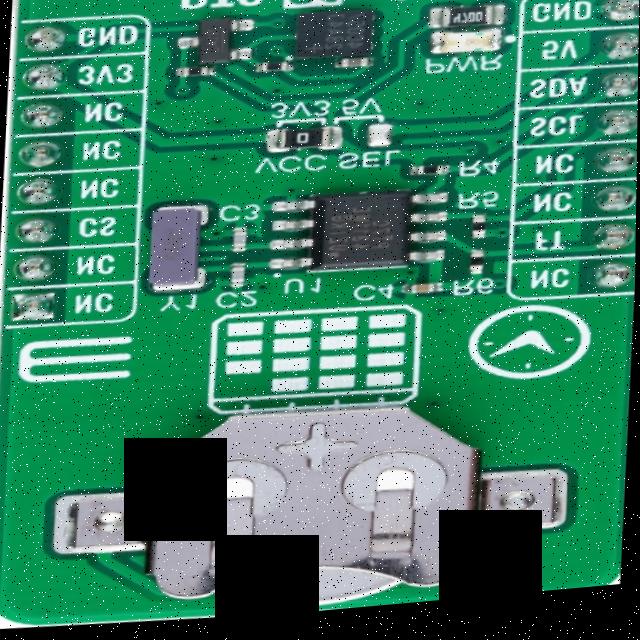 GND
3V3
NC
NC
NC
CS
NC
NC
PWR
3V3 5V
0
VCC SEL
R4
R5
C3
Y1 C2 U1 C4 R6
GND
5V
SDA
SCL
NC
NC
NC